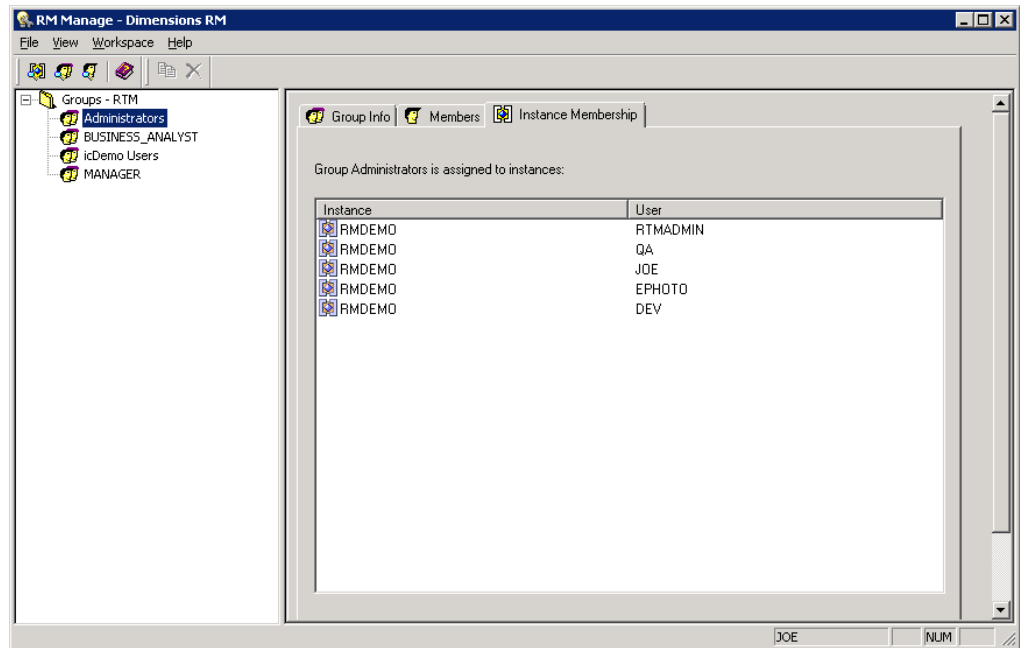 RM Manage - Dimensions RM
File View Workspace Help
Groups - RTM
Administrators
BUSINESS_ANALYST
icDemo Users
MANAGER
Group Info Members Instance Membership
Group Administrators is assigned to instances:
Instance User
RMDEMO RTMADMIN
RMDEMO QA
RMDEMO JOE
RMDEMO EPHOTO
RMDEMO DEV
JOE NUM